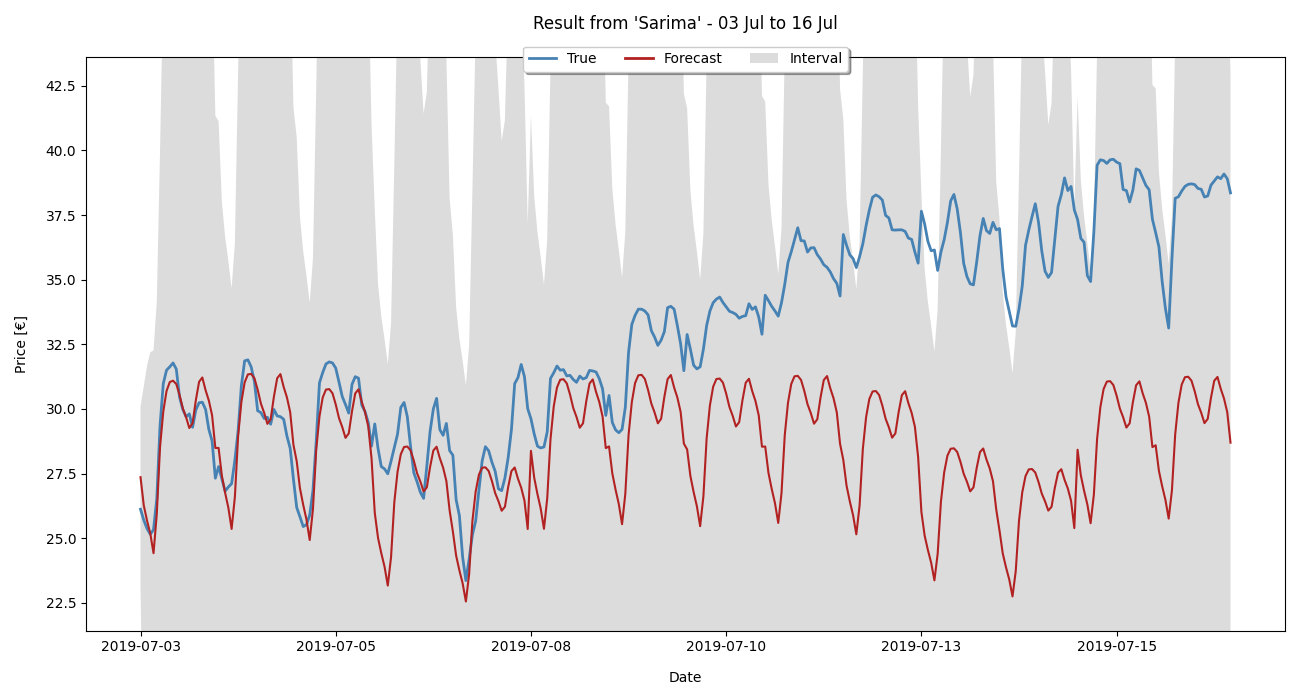 Result from 'Sarima' - 03 Jul to 16 Jul
True Forecast Interval
42.5
40.0
37.5
35.0
32.5
30.0
27.5
25.0
22.5
Price [€]
2019-07-03 2019-07-05 2019-07-08 2019-07-10 2019-07-13 2019-07-15
Date